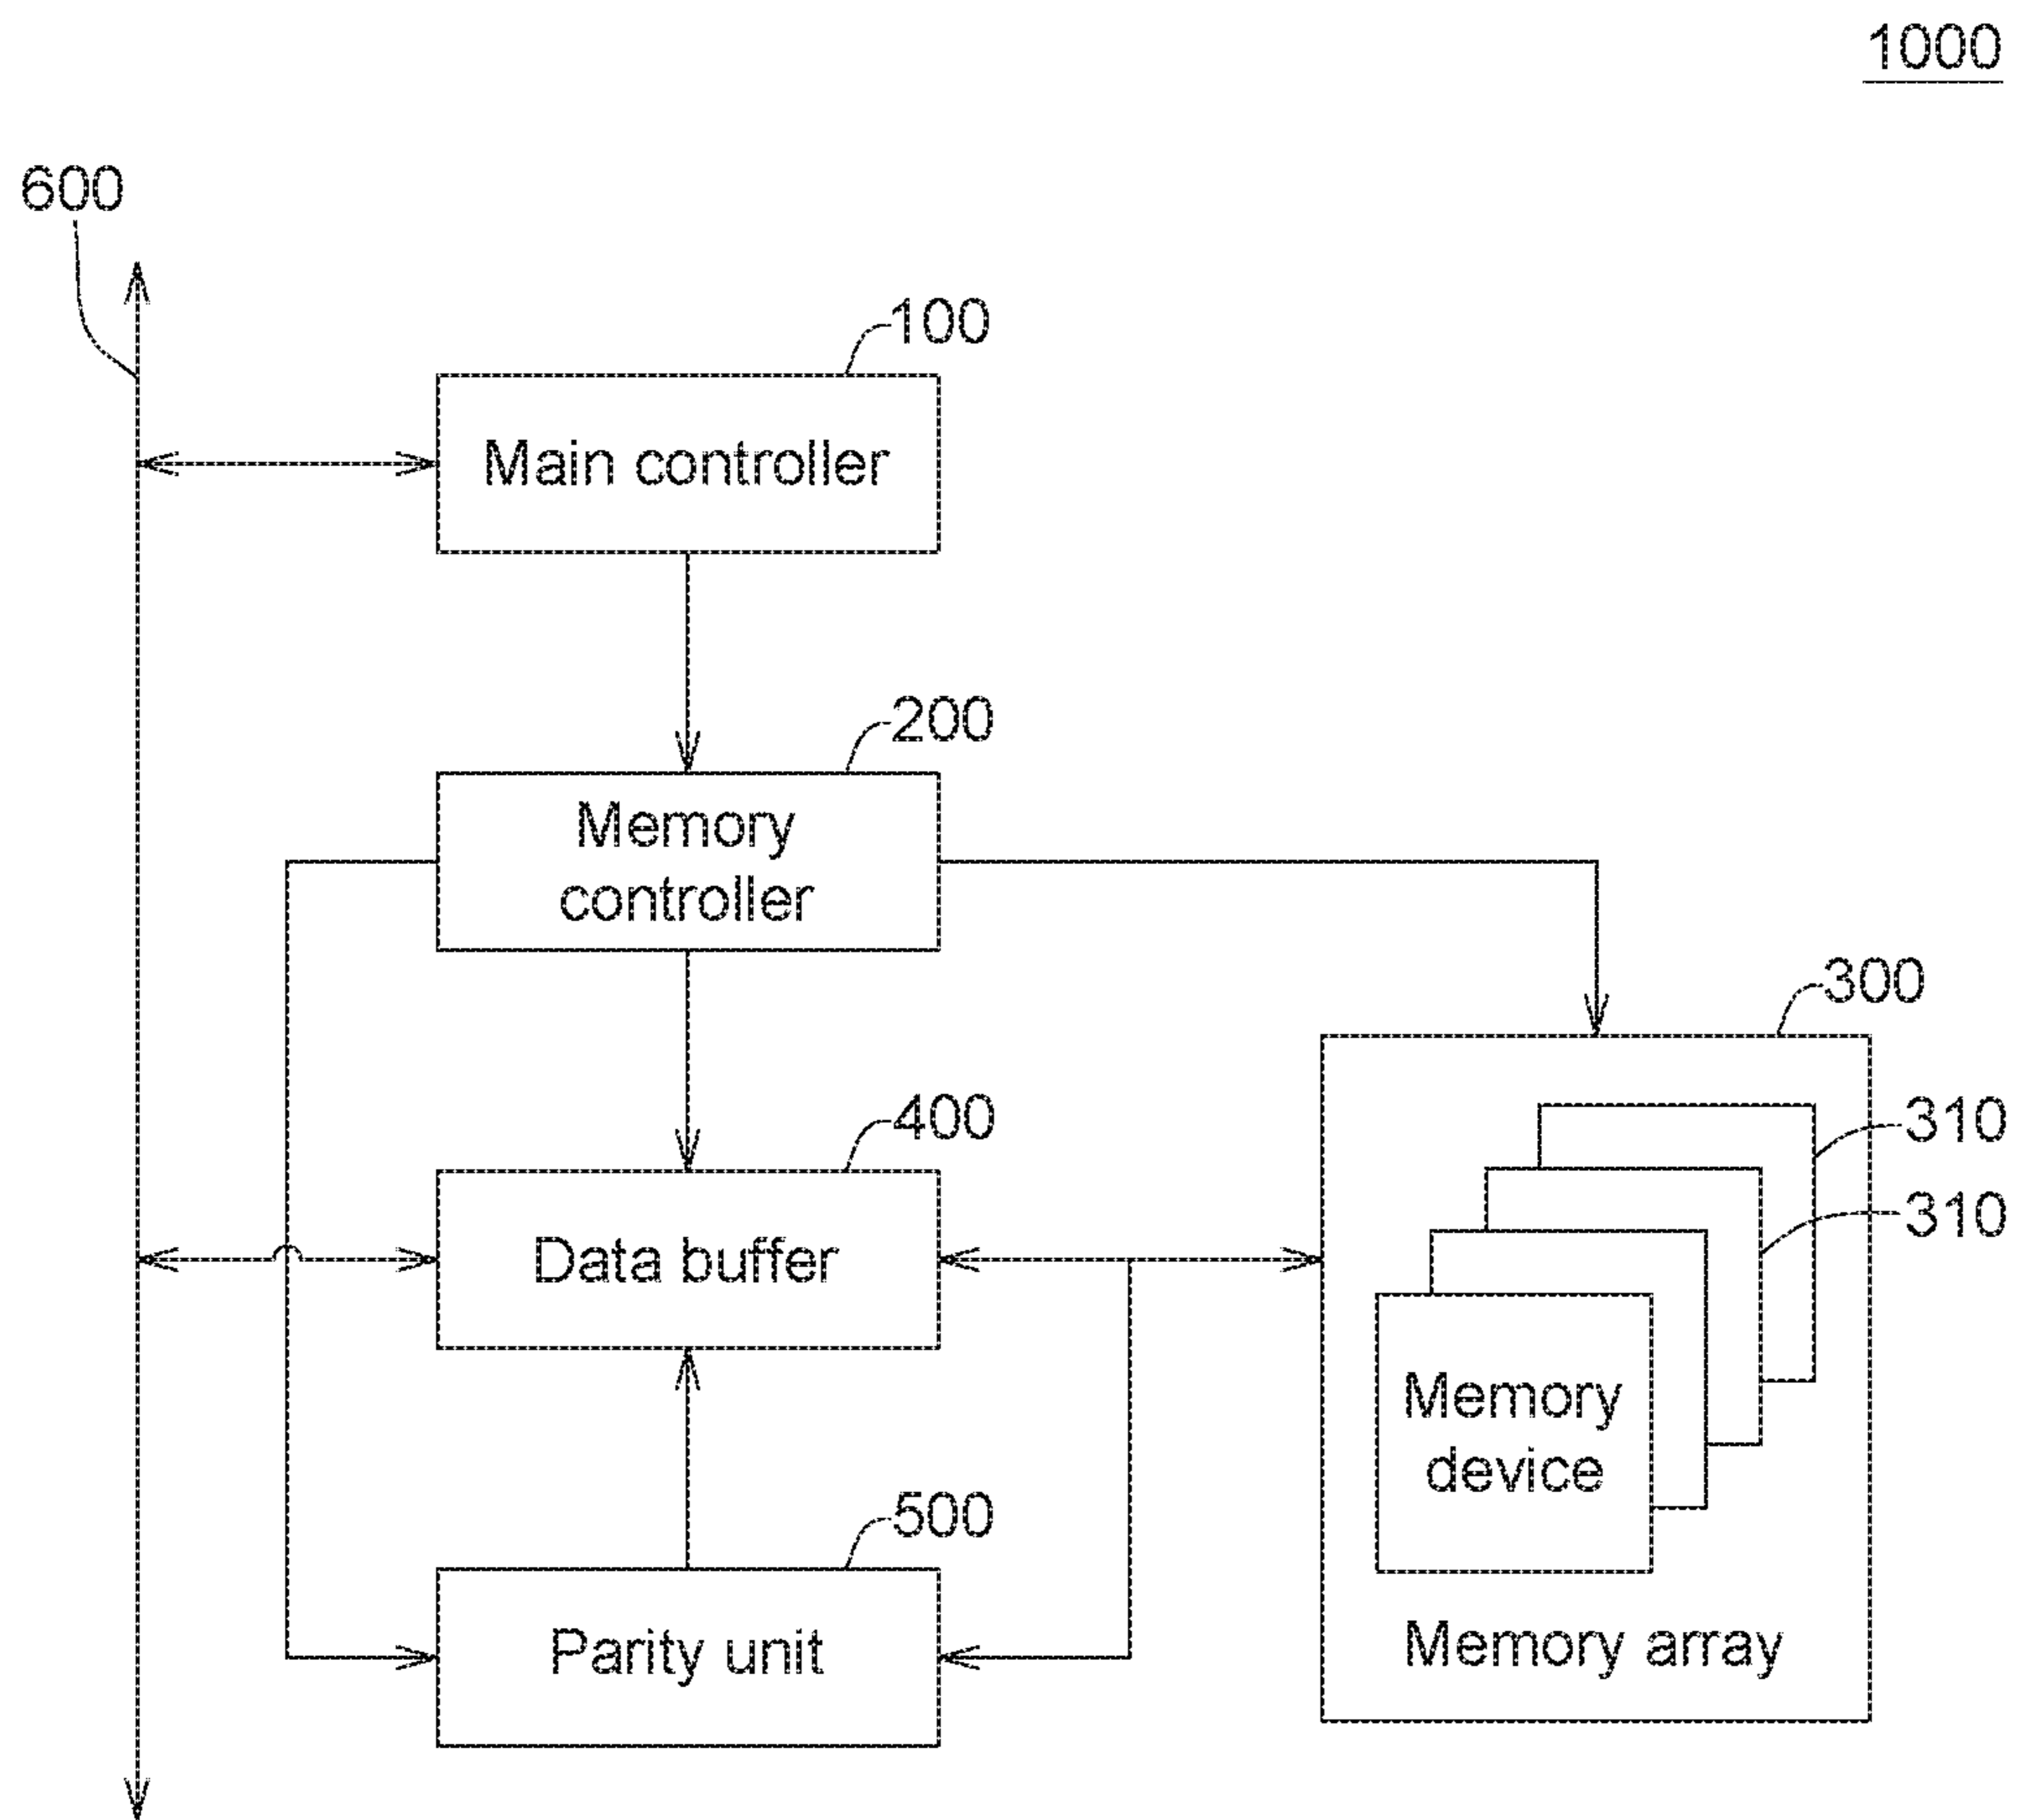 1000
600
100
Main controller
200
Memory
controller
300
400
310
310
Data buffer
Memory
device
500
Parity unit
Memory array